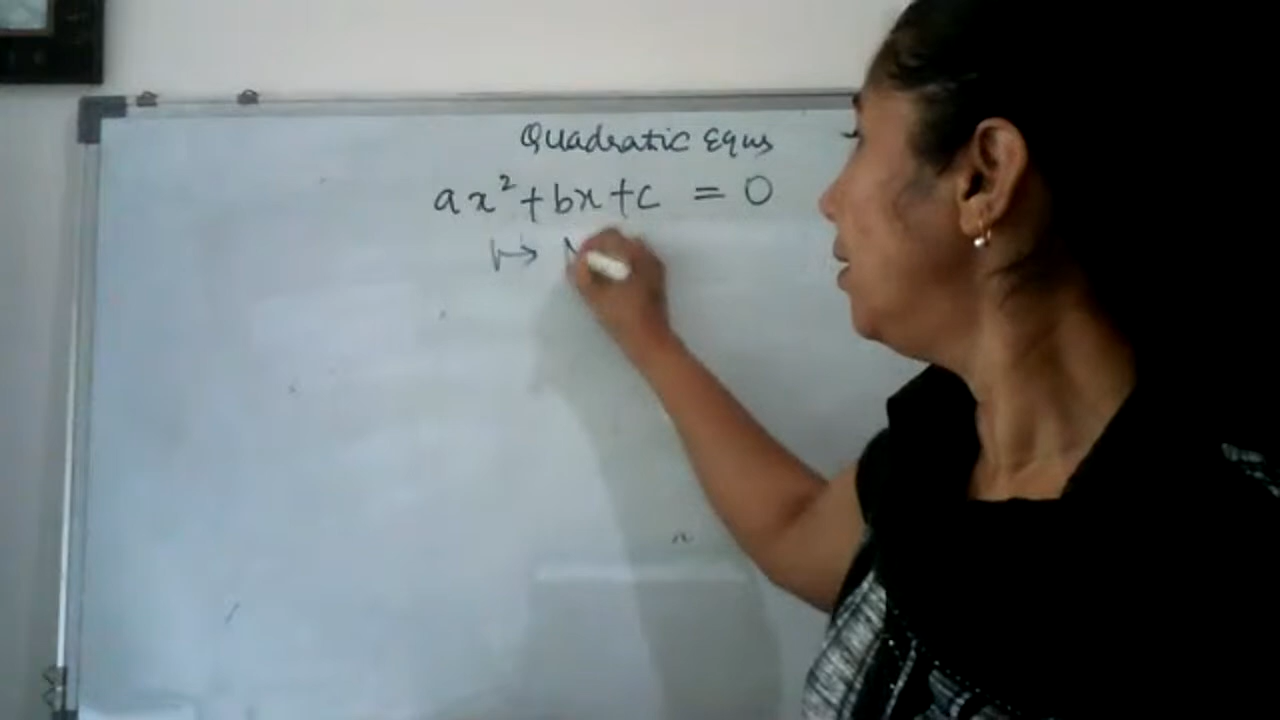 Quadratic Equs
ax²+bx+c = 0
↦